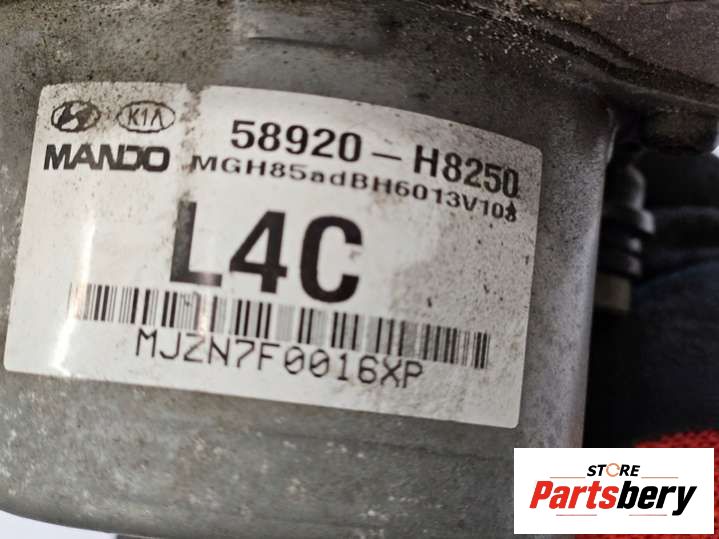 KIA
58920-H8250
MANDO
MGH85adBH6013V108
L4C
MJZN7F0016XP
STORE
Partsbery